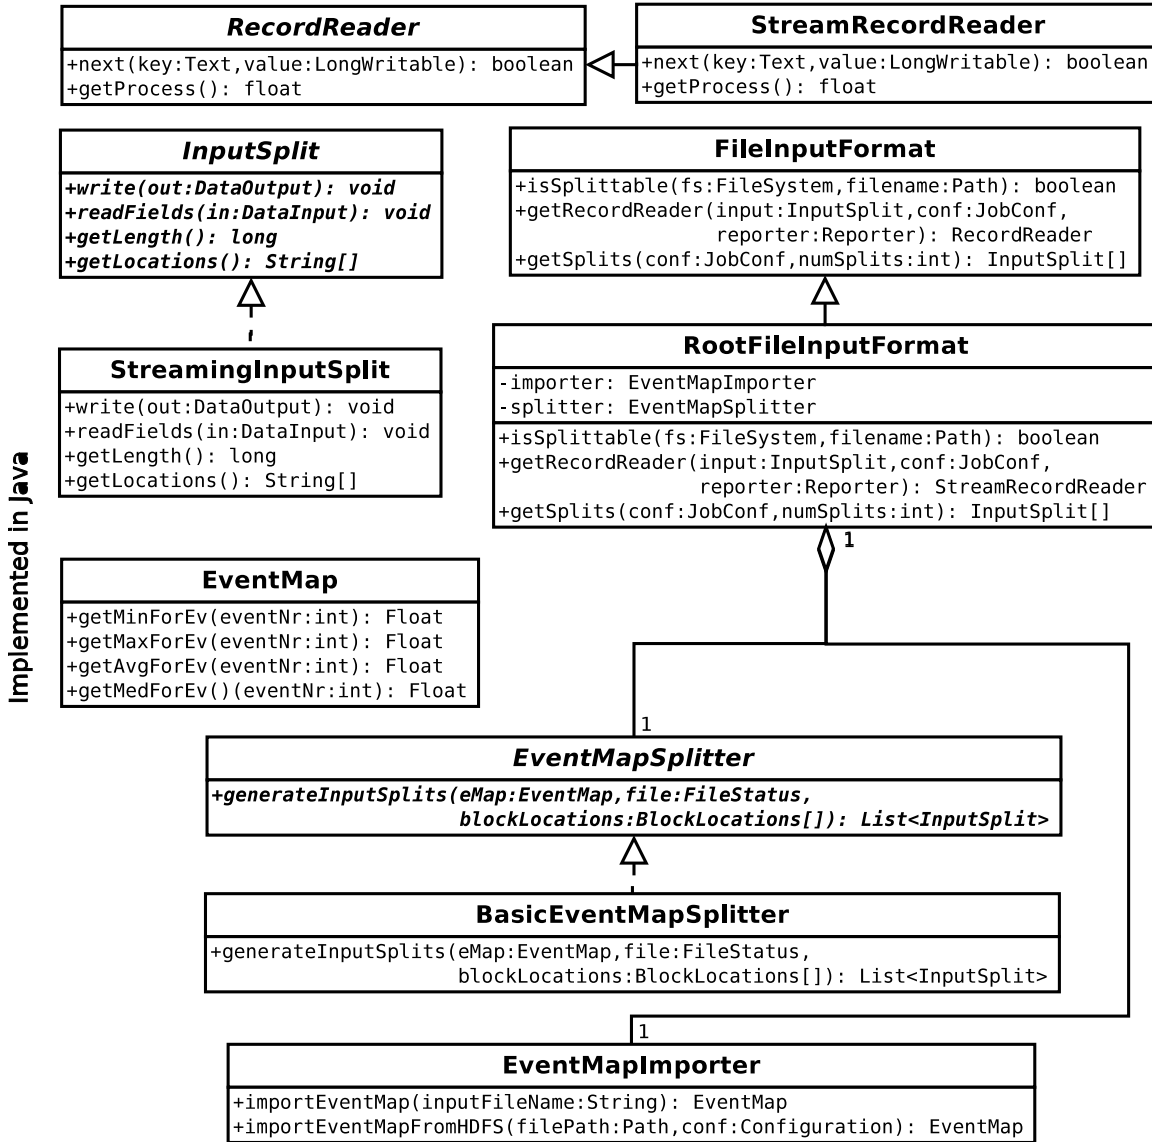 RecordReader
+next(key:Text,value:LongWritable): boolean
+getProcess(): float
StreamRecordReader
+next(key:Text,value:LongWritable): boolean
+getProcess(): float
InputSplit
+write(out:DataOutput): void
+readFields(in:DataInput): void
+getLength(): long
+getLocations(): String[]
FileInputFormat
+isSplittable(fs:FileSystem,filename:Path): boolean
+getRecordReader(input:InputSplit,conf:JobConf,
reporter:Reporter): RecordReader
+getSplits(conf:JobConf,numSplits:int): InputSplit[]
StreamingInputSplit
+write(out:DataOutput): void
+readFields(in:DataInput): void
+getLength(): long
+getLocations(): String[]
RootFileInputFormat
-importer: EventMapImporter
-splitter: EventMapSplitter
+isSplittable(fs:FileSystem,filename:Path): boolean
+getRecordReader(input:InputSplit,conf:JobConf,
reporter:Reporter): StreamRecordReader
+getSplits(conf:JobConf,numSplits:int): InputSplit[]
1
Implemented in Java
EventMap
+getMinForEv(eventNr:int): Float
+getMaxForEv(eventNr:int): Float
+getAvgForEv(eventNr:int): Float
+getMedForEv()(eventNr:int): Float
1
EventMapSplitter
+generateInputSplits(eMap:EventMap,file:FileStatus,
blockLocations:BlockLocations[]): List<InputSplit>
BasicEventMapSplitter
+generateInputSplits(eMap:EventMap,file:FileStatus,
blockLocations:BlockLocations[]): List<InputSplit>
1
EventMapImporter
+importEventMap(inputFileName:String): EventMap
+importEventMapFromHDFS(filePath:Path,conf:Configuration): EventMap